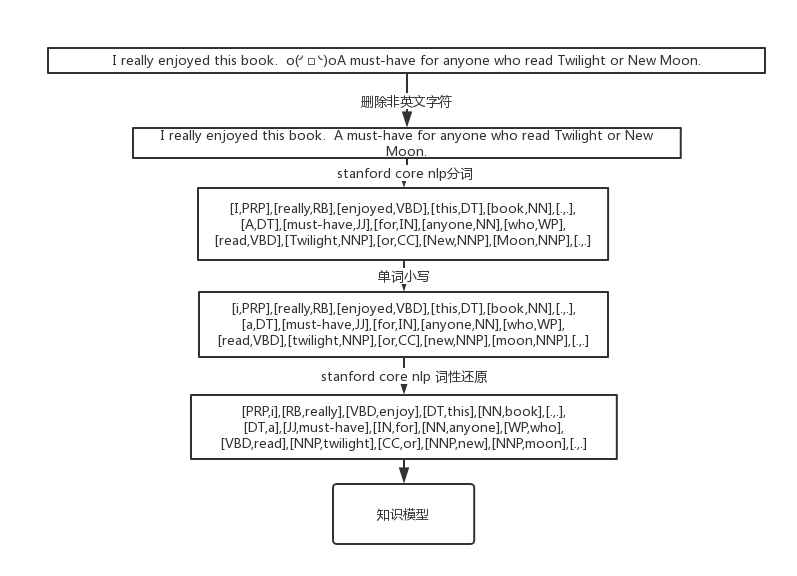 I really enjoyed this book.  o(╯□╰)oA must-have for anyone who read Twilight or New Moon.
删除非英文字符
I really enjoyed this book.  A must-have for anyone who read Twilight or New
Moon.
stanford core nlp分词
[I,PRP],[really,RB],[enjoyed,VBD],[this,DT],[book,NN],[.,.],
[A,DT],[must-have,JJ],[for,IN],[anyone,NN],[who,WP],
[read,VBD],[Twilight,NNP],[or,CC],[New,NNP],[Moon,NNP],[.,.]
单词小写
[i,PRP],[really,RB],[enjoyed,VBD],[this,DT],[book,NN],[.,.],
[a,DT],[must-have,JJ],[for,IN],[anyone,NN],[who,WP],
[read,VBD],[twilight,NNP],[or,CC],[new,NNP],[moon,NNP],[.,.]
stanford core nlp 词性还原
[PRP,i],[RB,really],[VBD,enjoy],[DT,this],[NN,book],[.,.],
[DT,a],[JJ,must-have],[IN,for],[NN,anyone],[WP,who],
[VBD,read],[NNP,twilight],[CC,or],[NNP,new],[NNP,moon],[.,.]
知识模型